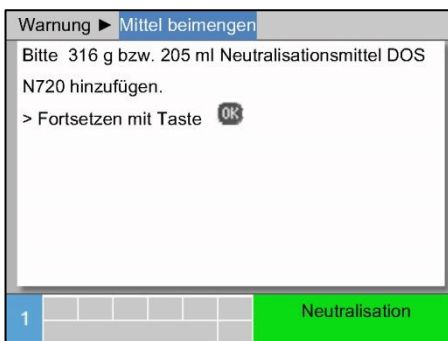 Warnung ► Mittel beimengen
Bitte 316 g bzw. 205 ml Neutralisationsmittel DOS
N720 hinzufügen.
> Fortsetzen mit Taste OK
1
Neutralisation